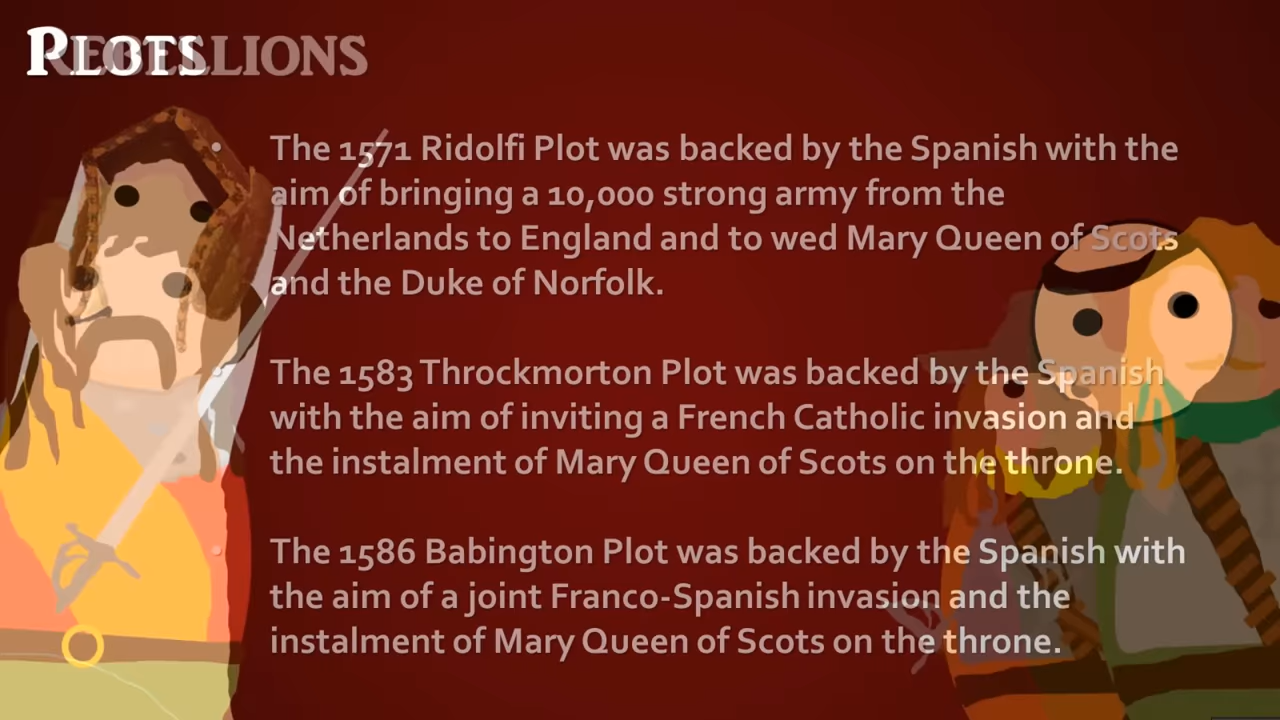 Plots
Rebellions
The 1571 Ridolfi Plot was backed by the Spanish with the
aim of bringing a 10,000 strong army from the
Netherlands to England and to wed Mary Queen of Scots
and the Duke of Norfolk.
The 1583 Throckmorton Plot was backed by the Spanish
with the aim of inviting a French Catholic invasion and
the instalment of Mary Queen of Scots on the throne.
The 1586 Babington Plot was backed by the Spanish with
the aim of a joint Franco-Spanish invasion and the
instalment of Mary Queen of Scots on the throne.